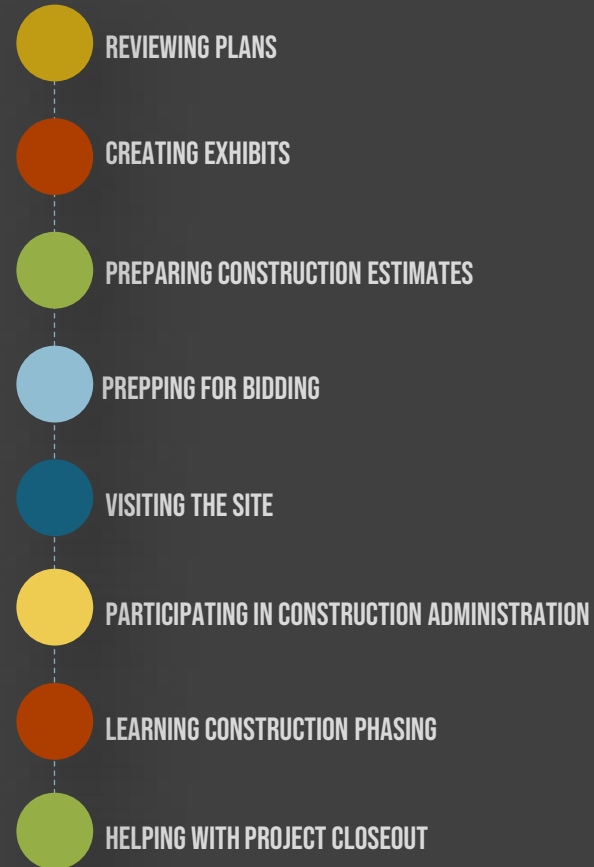 REVIEWING PLANS
CREATING EXHIBITS
PREPARING CONSTRUCTION ESTIMATES
PREPPING FOR BIDDING
VISITING THE SITE
PARTICIPATING IN CONSTRUCTION ADMINISTRATION
LEARNING CONSTRUCTION PHASING
HELPING WITH PROJECT CLOSEOUT